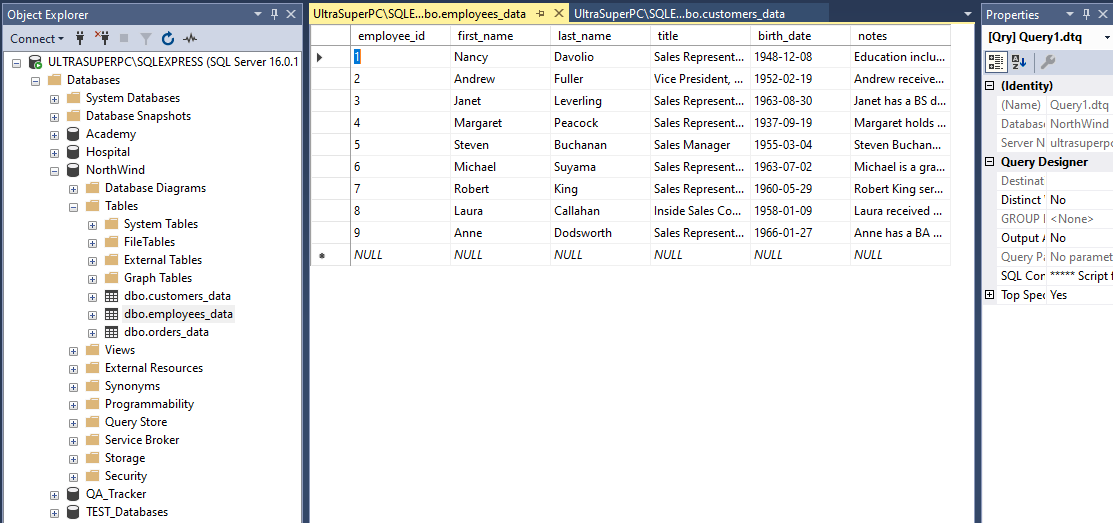 Object Explorer
Connect
ULTRASUPERPC\SQLEXPRESS (SQL Server 16.0.1
Databases
System Databases
Database Snapshots
Academy
Hospital
NorthWind
Database Diagrams
Tables
System Tables
FileTables
External Tables
Graph Tables
dbo.customers_data
dbo.employees_data
dbo.orders_data
Views
External Resources
Synonyms
Programmability
Query Store
Service Broker
Storage
Security
QA_Tracker
TEST_Databases
UltraSuperPC\SQLE...bo.employees_data UltraSuperPC\SQLE...bo.customers_data
employee_id first_name last_name title birth_date notes
1 Nancy Davolio Sales Represent... 1948-12-08 Education inclu...
2 Andrew Fuller Vice President, ... 1952-02-19 Andrew receive...
3 Janet Leverling Sales Represent... 1963-08-30 Janet has a BS d...
4 Margaret Peacock Sales Represent... 1937-09-19 Margaret holds ...
5 Steven Buchanan Sales Manager 1955-03-04 Steven Buchan...
6 Michael Suyama Sales Represent... 1963-07-02 Michael is a gra...
7 Robert King Sales Represent... 1960-05-29 Robert King ser...
8 Laura Callahan Inside Sales Co... 1958-01-09 Laura received ...
9 Anne Dodsworth Sales Represent... 1966-01-27 Anne has a BA ...
NULL NULL NULL NULL NULL NULL
Properties
[Qry] Query1.dtq
(Identity)
(Name) Query1.dtq
Database NorthWind
Server N ultrasuperpc
Query Designer
Destinat
Distinct No
GROUP <None>
Output A No
Query Pa No paramet
SQL Con ***** Script f
Top Spec Yes